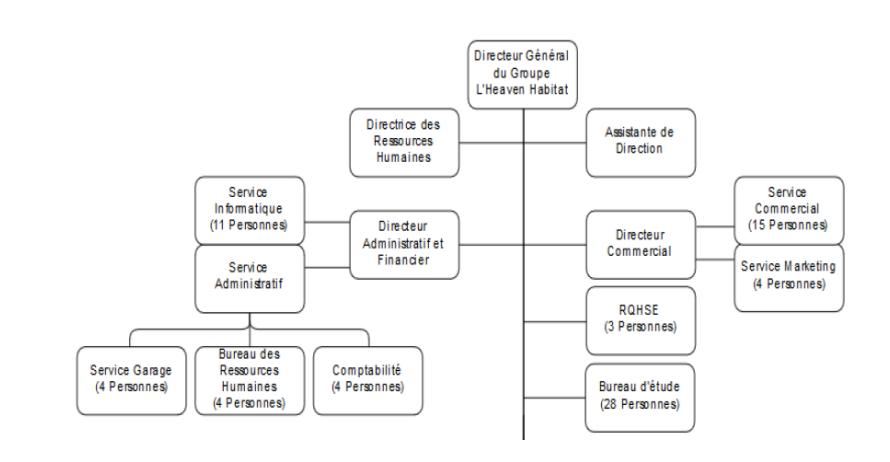 Directeur Général
du Groupe
L'Heaven Habitat
Directrice des
Ressources
Humaines
Assistante de
Direction
Service
Informatique
(11 Personnes)
Directeur
Administratif et
Financier
Directeur
Commercial
Service
Commercial
(15 Personnes)
Service
Administratif
Service Marketing
(4 Personnes)
RQHSE
(3 Personnes)
Service Garage
(4 Personnes)
Bureau des
Ressources
Humaines
(4 Personnes)
Comptabilité
(4 Personnes)
Bureau d'étude
(28 Personnes)